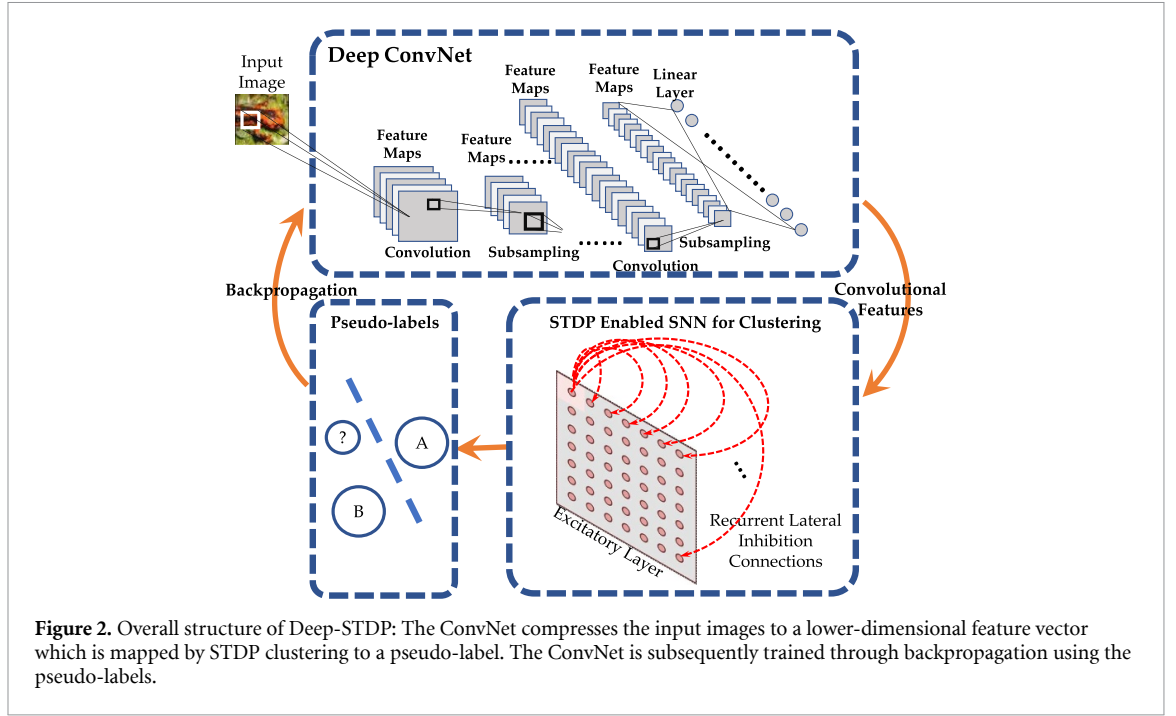 Deep ConvNet
Input
Image
Feature
Maps
Feature
Maps
Feature
Maps
Feature
Maps
Linear
Layer
Convolution
Subsampling
Convolution
Subsampling
Backpropagation
Convolutional
Features
Pseudo-labels
?
A
B
STDP Enabled SNN for Clustering
Excitatory Layer
Recurrent Lateral
Inhibition
Connections
Figure 2. Overall structure of Deep-STDP: The ConvNet compresses the input images to a lower-dimensional feature vector
which is mapped by STDP clustering to a pseudo-label. The ConvNet is subsequently trained through backpropagation using the
pseudo-labels.